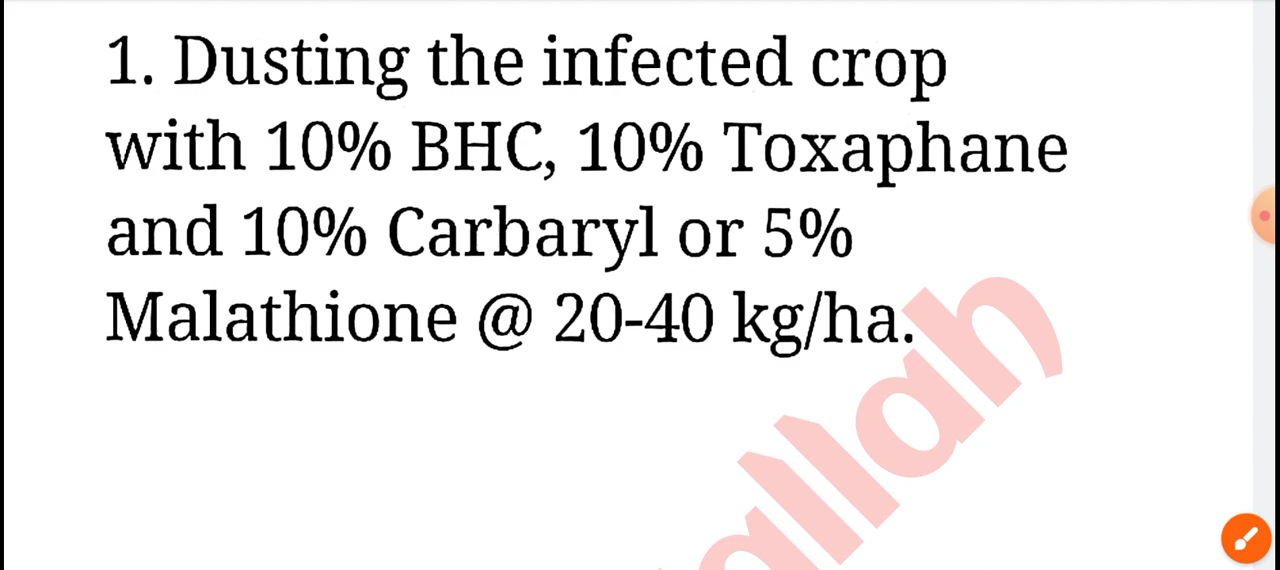 1. Dusting the infected crop
with 10% BHC, 10% Toxaphane
and 10% Carbaryl or 5%
Malathione @ 20-40 kg/ha.
allah